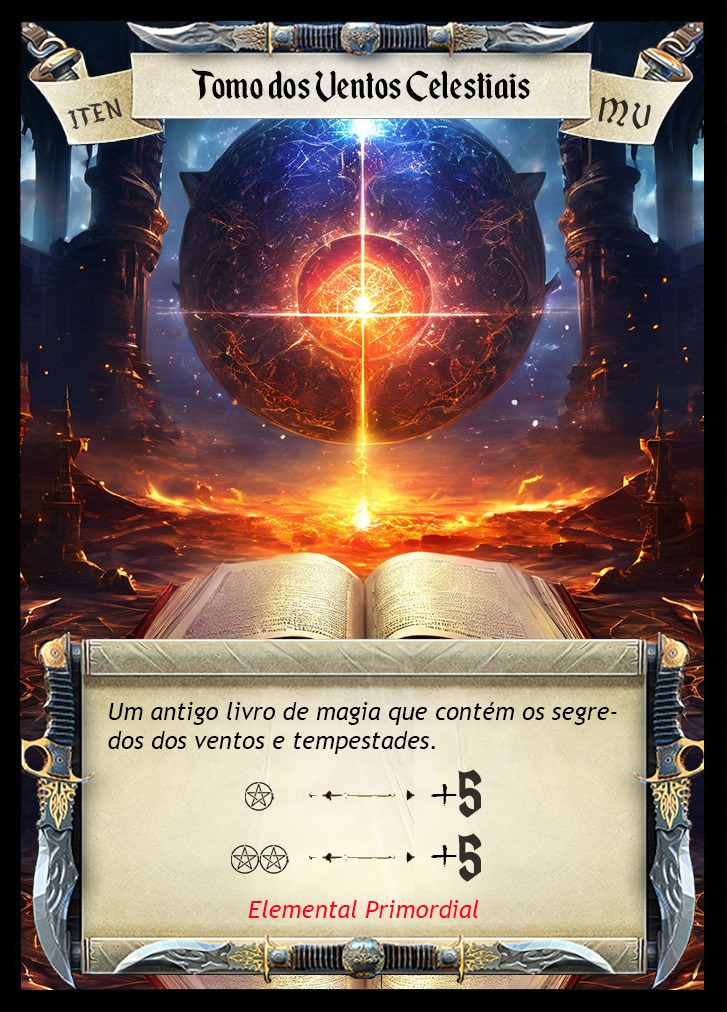 Tomo dos Ventos Celestiais
ITEN
MU
Um antigo livro de magia que contém os segre-
dos dos ventos e tempestades.
+5
+5
Elemental Primordial